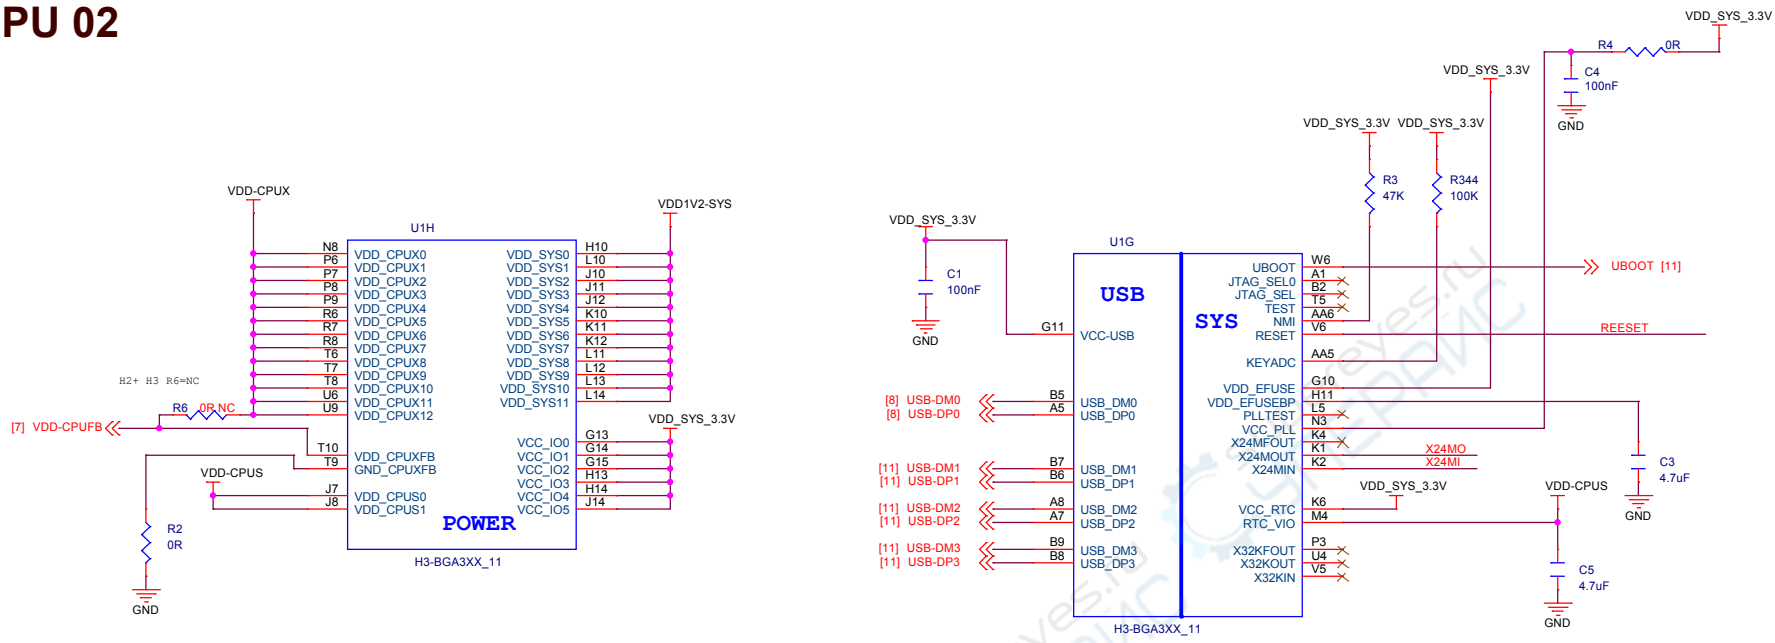 PU 02
VDD-CPUX
VDD1V2-SYS
U1H
N8 VDD_CPUX0 VDD_SYS0 H10
P6 VDD_CPUX1 VDD_SYS1 L10
P7 VDD_CPUX2 VDD_SYS2 J10
P8 VDD_CPUX3 VDD_SYS3 J11
P9 VDD_CPUX4 VDD_SYS4 J12
R6 VDD_CPUX5 VDD_SYS5 K10
R7 VDD_CPUX6 VDD_SYS6 K11
R8 VDD_CPUX7 VDD_SYS7 K12
T6 VDD_CPUX8 VDD_SYS8 L11
T7 VDD_CPUX9 VDD_SYS9 L12
T8 VDD_CPUX10 VDD_SYS10 L13
U6 VDD_CPUX11 VDD_SYS11 L14
U9 VDD_CPUX12
H2+ H3 R6=NC
R6 0R NC
[7] VDD-CPUFB
VDD_SYS_3.3V
T10 VDD_CPUXFB
T9 GND_CPUXFB
VCC_IO0 G13
VCC_IO1 G14
VCC_IO2 G15
VCC_IO3 H13
VCC_IO4 H14
VCC_IO5 J14
VDD-CPUS
J7 VDD_CPUS0
J8 VDD_CPUS1
POWER
R2
0R
GND
H3-BGA3XX_11
VDD_SYS_3.3V
R4 0R
C4
100nF
GND
VDD_SYS_3.3V
VDD_SYS_3.3V VDD_SYS_3.3V
R3
47K
R344
100K
VDD_SYS_3.3V
C1
100nF
GND
U1G
USB
SYS
G11 VCC-USB
[8] USB-DM0 B5 USB_DM0
[8] USB-DP0 A5 USB_DP0
[11] USB-DM1 B7 USB_DM1
[11] USB-DP1 B6 USB_DP1
[11] USB-DM2 A8 USB_DM2
[11] USB-DP2 A7 USB_DP2
[11] USB-DM3 B9 USB_DM3
[11] USB-DP3 B8 USB_DP3
UBOOT W6 UBOOT [11]
JTAG_SEL0 A1
JTAG_SEL B2
TEST T5
NMI AA6
RESET V6 REESET
KEYADC AA5
VDD_EFUSE G10
VDD_EFUSEBP H11
PLLTEST L5
VCC_PLL N3
X24MFOUT K4
X24MOUT K1 X24MO
X24MIN K2 X24MI
VDD_SYS_3.3V
VCC_RTC K6
RTC_VIO M4
X32KFOUT P3
X32KOUT U4
X32KIN V5
C3
4.7uF
GND
VDD-CPUS
C5
4.7uF
GND
H3-BGA3XX_11